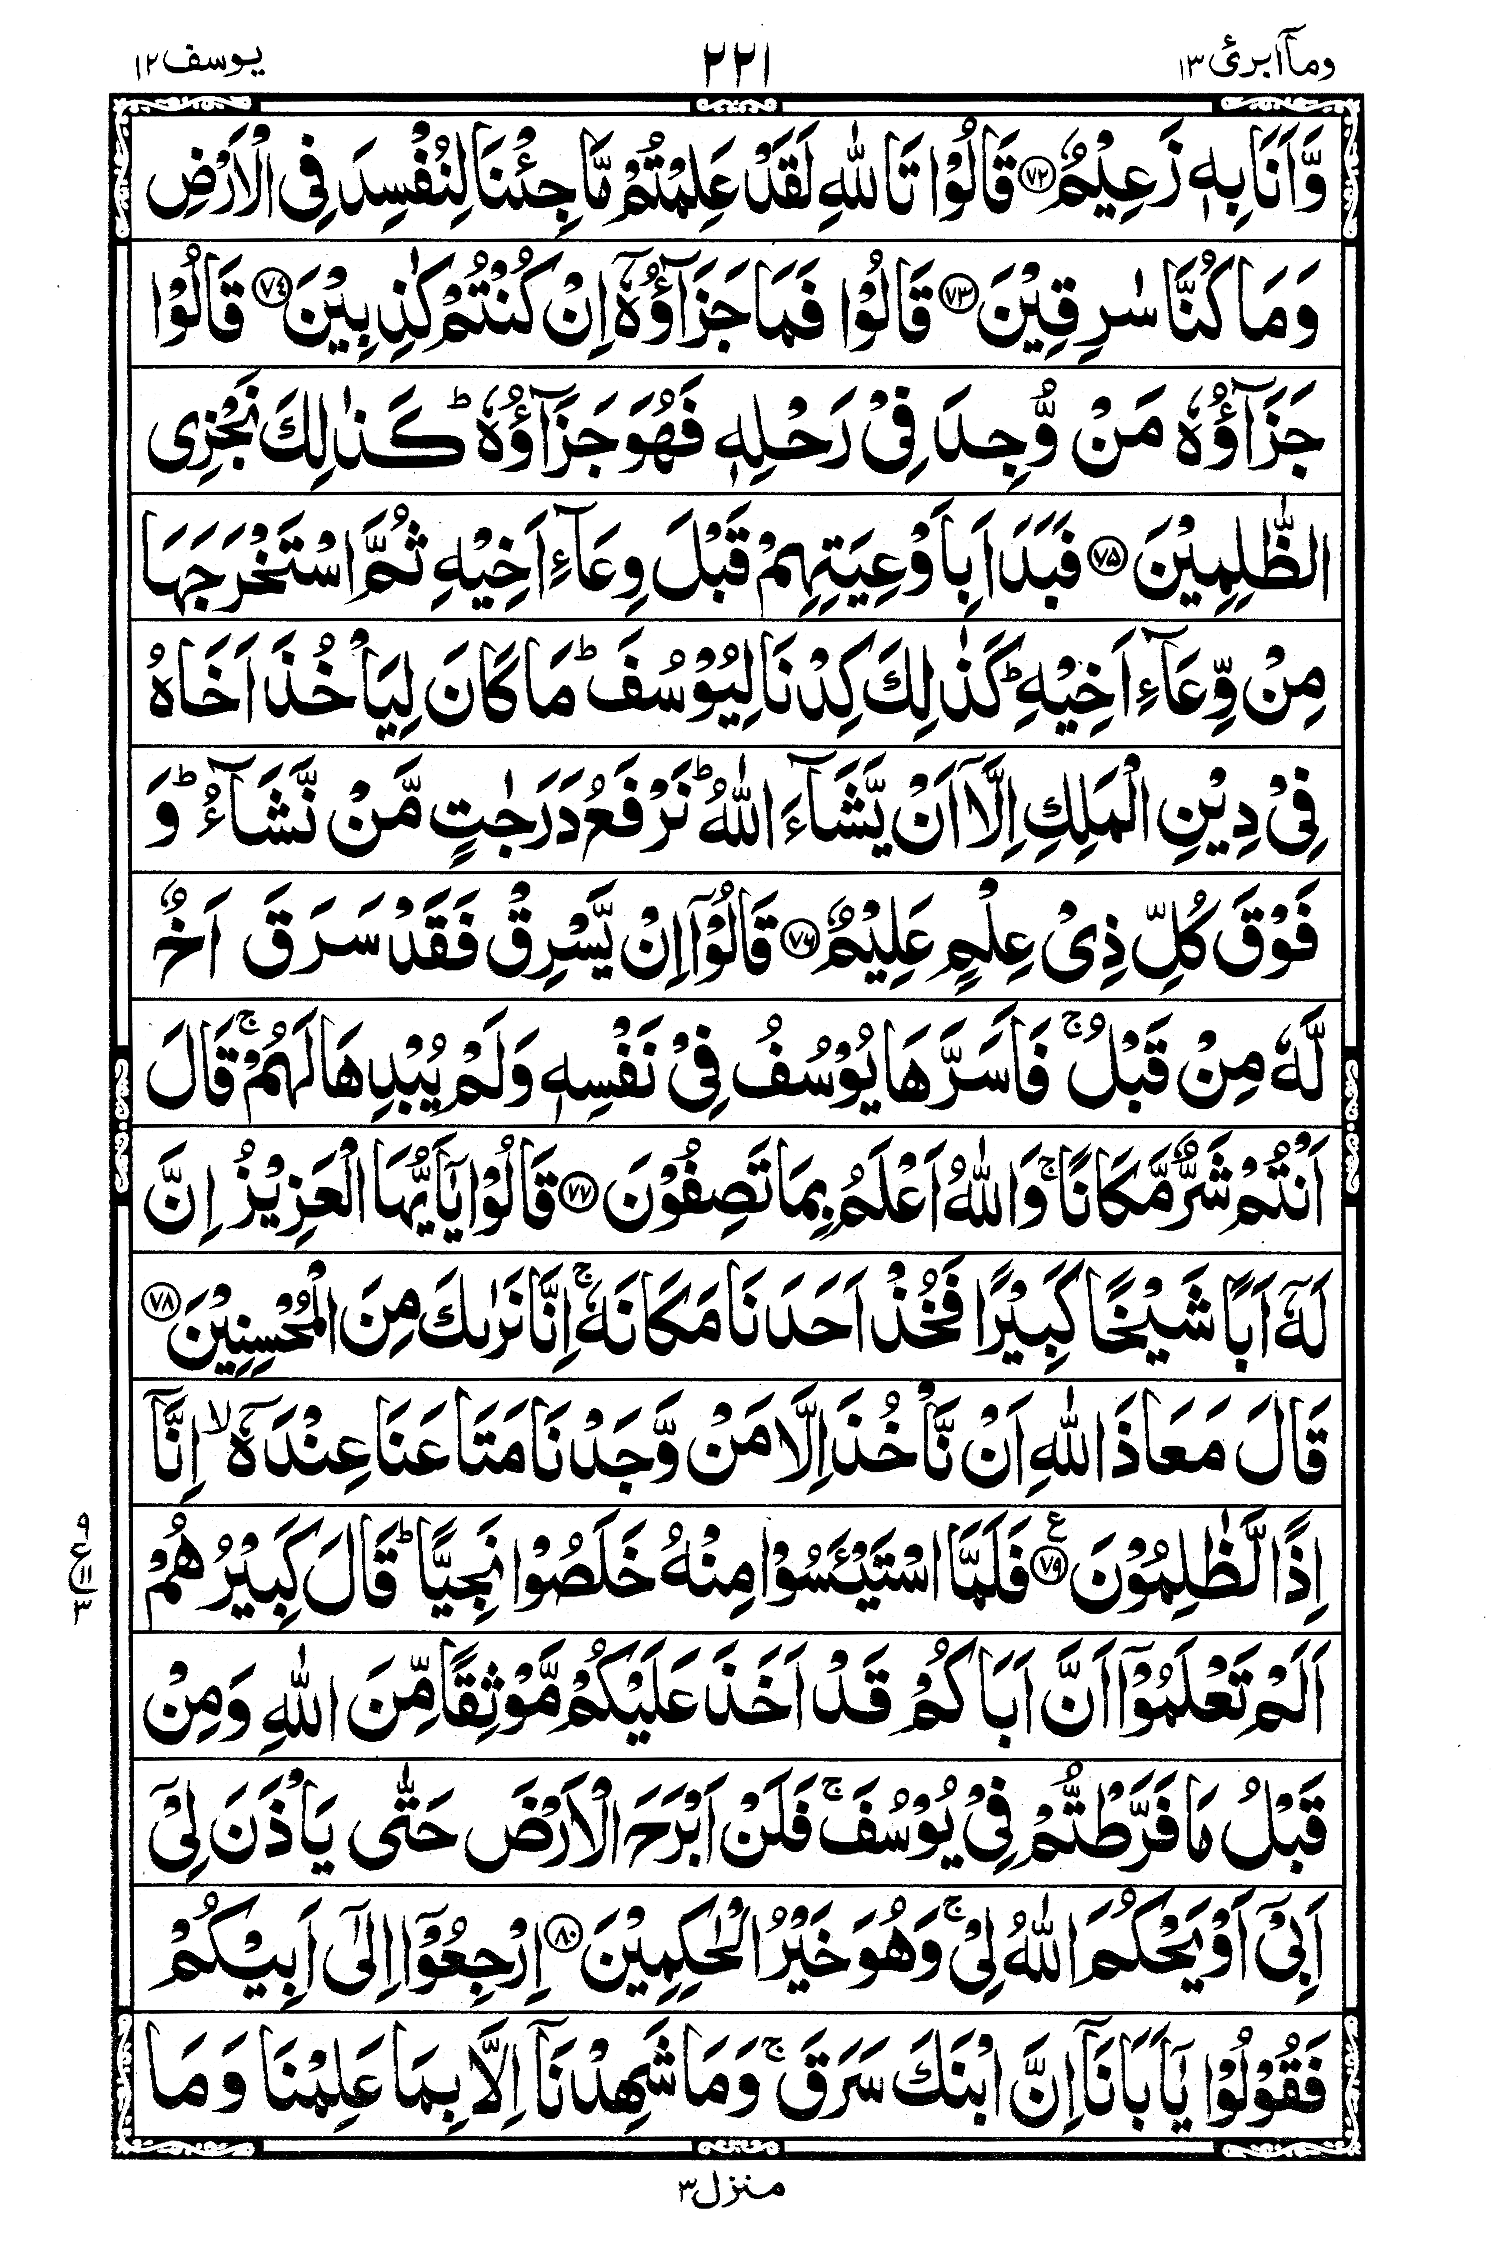 ومآ ابرئ ١٣
٢٢١
يوسف ١٢
وَّاَنَا بِهٖ زَعِيْمٌ ۝٧٢ قَالُوْا تَاللّٰهِ لَقَدْ عَلِمْتُمْ مَّا جِئْنَا لِنُفْسِدَ فِى الْاَرْضِ
وَمَا كُنَّا سٰرِقِيْنَ ۝٧٣ قَالُوْا فَمَا جَزَآؤُهٗٓ اِنْ كُنْتُمْ كٰذِبِيْنَ ۝٧٤ قَالُوْا
جَزَآؤُهٗ مَنْ وُّجِدَ فِىْ رَحْلِهٖ فَهُوَ جَزَآؤُهٗ ؕ كَذٰلِكَ نَجْزِى
الظّٰلِمِيْنَ ۝٧٥ فَبَدَاَ بِاَوْعِيَتِهِمْ قَبْلَ وِعَآءِ اَخِيْهِ ثُمَّ اسْتَخْرَجَهَا
مِنْ وِّعَآءِ اَخِيْهِ ؕ كَذٰلِكَ كِدْنَا لِيُوْسُفَ ؕ مَا كَانَ لِيَاْخُذَ اَخَاهُ
فِىْ دِيْنِ الْمَلِكِ اِلَّاۤ اَنْ يَّشَآءَ اللّٰهُ ؕ نَرْفَعُ دَرَجٰتٍ مَّنْ نَّشَآءُ ؕ وَ
فَوْقَ كُلِّ ذِىْ عِلْمٍ عَلِيْمٌ ۝٧٦ قَالُوْۤا اِنْ يَّسْرِقْ فَقَدْ سَرَقَ اَخٌ
لَّهٗ مِنْ قَبْلُ ۚ فَاَسَرَّهَا يُوْسُفُ فِىْ نَفْسِهٖ وَلَمْ يُبْدِهَا لَهُمْ ۚ قَالَ
اَنْتُمْ شَرٌّ مَّكَانًا ۚ وَاللّٰهُ اَعْلَمُ بِمَا تَصِفُوْنَ ۝٧٧ قَالُوْا يٰۤاَيُّهَا الْعَزِيْزُ اِنَّ
لَهٗۤ اَبًا شَيْخًا كَبِيْرًا فَخُذْ اَحَدَنَا مَكَانَهٗ ۚ اِنَّا نَرٰىكَ مِنَ الْمُحْسِنِيْنَ ۝٧٨
قَالَ مَعَاذَ اللّٰهِ اَنْ نَّاْخُذَ اِلَّا مَنْ وَّجَدْنَا مَتَاعَنَا عِنْدَهٗۤ ۙ اِنَّاۤ
اِذًا لَّظٰلِمُوْنَ ۝٧٩ ع فَلَمَّا اسْتَيْـَٔسُوْا مِنْهُ خَلَصُوْا نَجِيًّا ؕ قَالَ كَبِيْرُهُمْ
اَلَمْ تَعْلَمُوْۤا اَنَّ اَبَاكُمْ قَدْ اَخَذَ عَلَيْكُمْ مَّوْثِقًا مِّنَ اللّٰهِ وَمِنْ
قَبْلُ مَا فَرَّطْتُّمْ فِىْ يُوْسُفَ ۚ فَلَنْ اَبْرَحَ الْاَرْضَ حَتّٰى يَاْذَنَ لِىْۤ
اَبِىْۤ اَوْ يَحْكُمَ اللّٰهُ لِىْ ۚ وَهُوَ خَيْرُ الْحٰكِمِيْنَ ۝٨٠ اِرْجِعُوْۤا اِلٰۤى اَبِيْكُمْ
فَقُوْلُوْا يٰۤاَبَانَاۤ اِنَّ ابْنَكَ سَرَقَ ۚ وَمَا شَهِدْنَاۤ اِلَّا بِمَا عَلِمْنَا وَمَا
٩
ع ١١
٣
منزل ٣